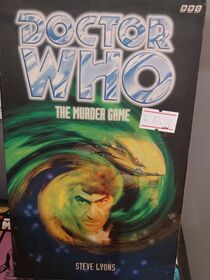 BBC
DOCTOR
WHO
THE MURDER GAME
STEVE LYONS